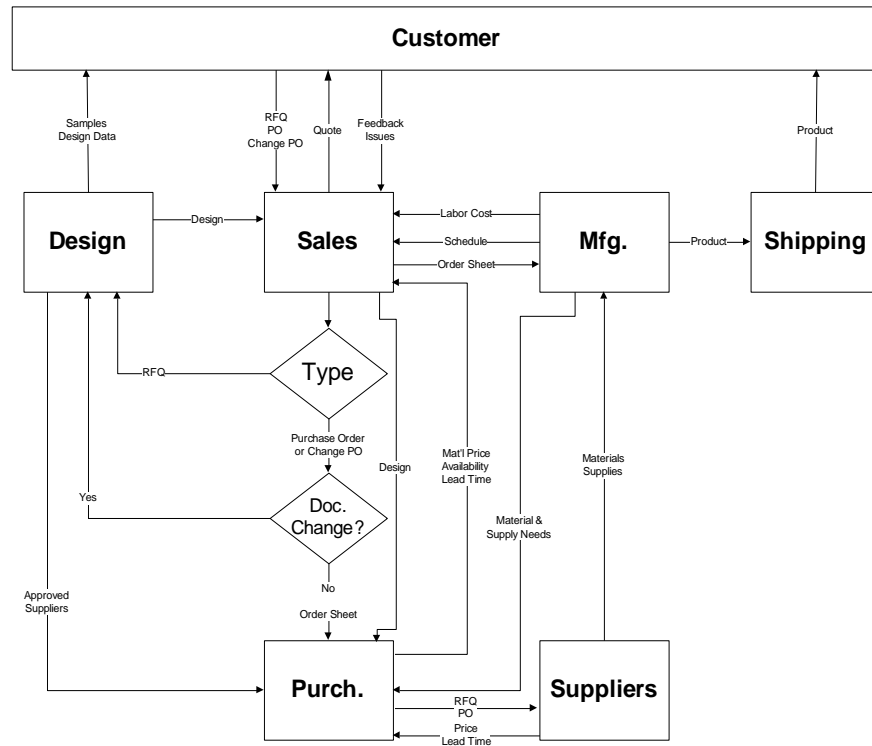 Customer
Samples
Design Data
RFQ
PO
Change PO
Quote
Feedback
Issues
Product
Design
Design
Sales
Labor Cost
Schedule
Order Sheet
Mfg.
Product
Shipping
Type
RFQ
Purchase Order
or Change PO
Design
Mat'l Price
Availability
Lead Time
Materials
Supplies
Yes
Doc.
Change?
Material &
Supply Needs
No
Approved
Suppliers
Order Sheet
Purch.
RFQ
PO
Price
Lead Time
Suppliers